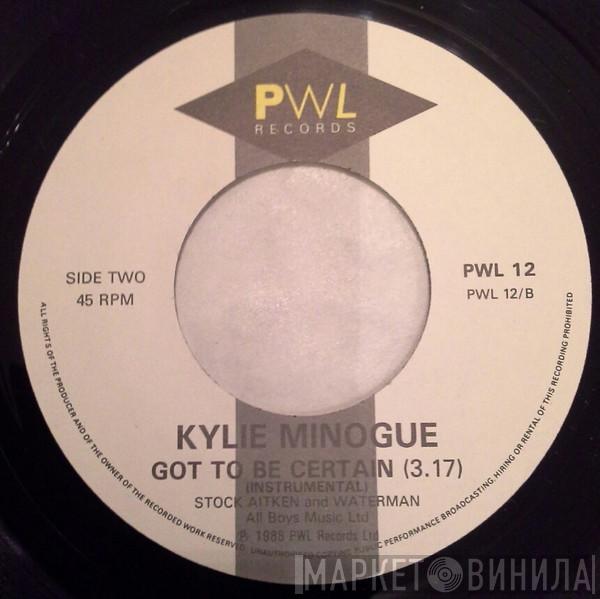 PWL
RECORDS
SIDE TWO
45 RPM
PWL 12
PWL 12/B
KYLIE MINOGUE
GOT TO BE CERTAIN (3.17)
(INSTRUMENTAL)
STOCK AITKEN and WATERMAN
All Boys Music Ltd
℗ 1988 PWL Records Ltd
ALL RIGHTS OF THE PRODUCER AND OF THE OWNER OF THE RECORDED WORK RESERVED. UNAUTHORISED COPYING PUBLIC PERFORMANCE BROADCASTING, HIRING OR RENTAL OF THIS RECORDING PROHIBITED
МАРКЕТ ВИНИЛА